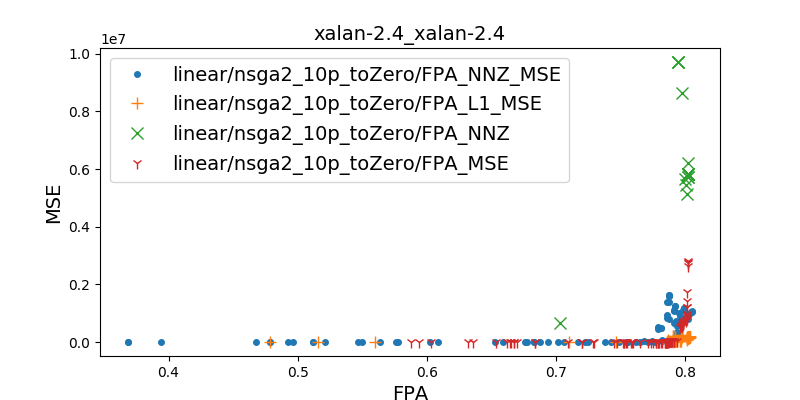 xalan-2.4_xalan-2.4
1e7
linear/nsga2_10p_toZero/FPA_NNZ_MSE
linear/nsga2_10p_toZero/FPA_L1_MSE
linear/nsga2_10p_toZero/FPA_NNZ
linear/nsga2_10p_toZero/FPA_MSE
MSE
1.0
0.8
0.6
0.4
0.2
0.0
0.4 0.5 0.6 0.7 0.8
FPA